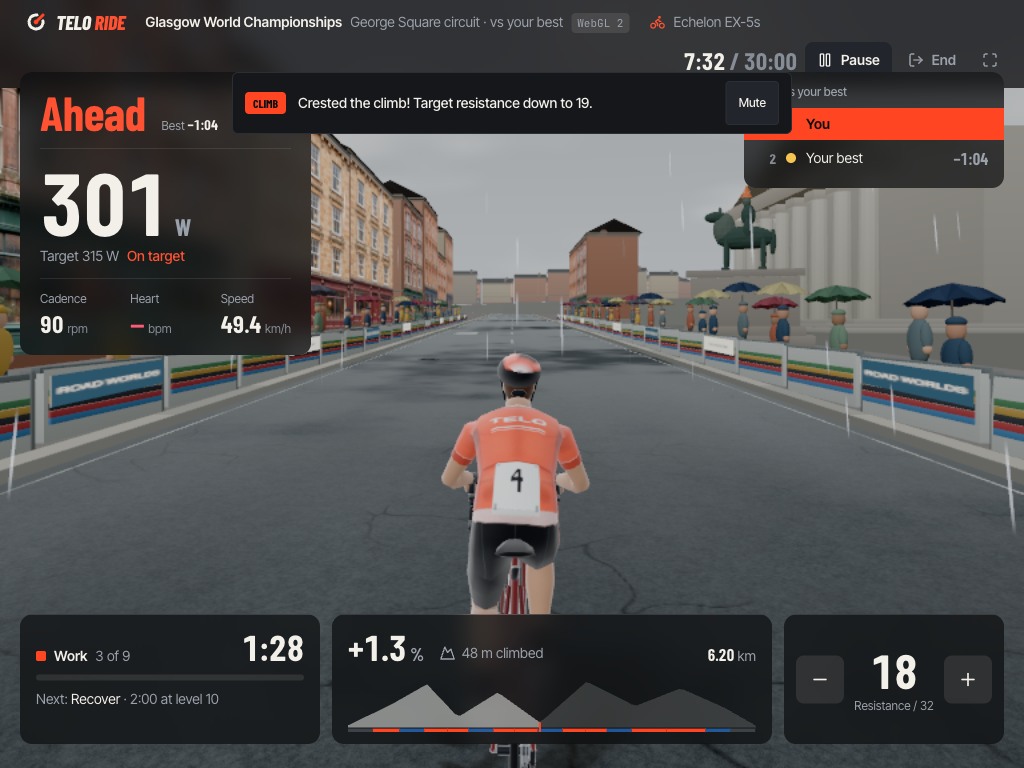 TELO RIDE Glasgow World Championships George Square circuit · vs your best WebGL 2 Echelon EX-5s
7:32 / 30:00 Pause End
Ahead Best −1:04
CLIMB Crested the climb! Target resistance down to 19. Mute
s your best
You
2 Your best −1:04
301 W
Target 315 W On target
Cadence Heart Speed
90 rpm bpm 49.4 km/h
ROAD WORLDS
ROAD WORLDS
TELO
4
Work 3 of 9 1:28
Next: Recover · 2:00 at level 10
+1.3 % 48 m climbed 6.20 km
− 18 +
Resistance / 32